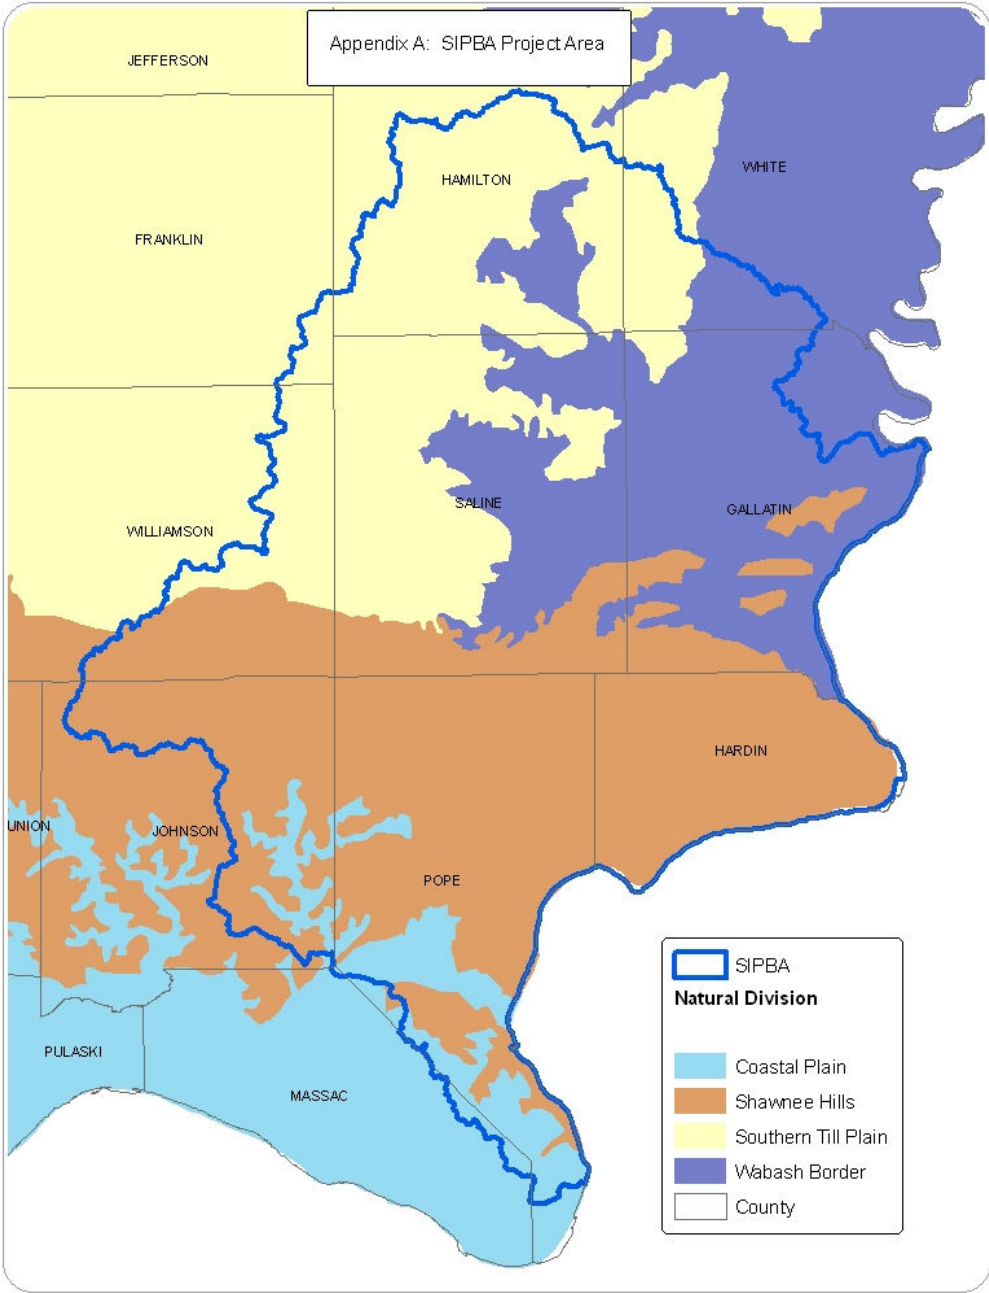 Appendix A: SIPBA Project Area
JEFFERSON
WHITE
HAMILTON
FRANKLIN
SALINE
GALLATIN
WILLIAMSON
HARDIN
UNION
JOHNSON
POPE
PULASKI
MASSAC
SIPBA
Natural Division
Coastal Plain
Shawnee Hills
Southern Till Plain
Wabash Border
County